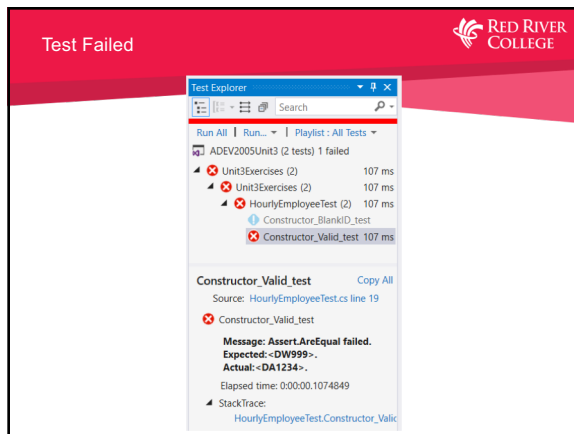 Test Failed
RED RIVER
COLLEGE
Test Explorer
Search
Run All | Run... Playlist : All Tests
ADEV2005Unit3 (2 tests) 1 failed
Unit3Exercises (2) 107 ms
Unit3Exercises (2) 107 ms
HourlyEmployeeTest (2) 107 ms
Constructor_BlankID_test
Constructor_Valid_test 107 ms
Constructor_Valid_test Copy All
Source: HourlyEmployeeTest.cs line 19
Constructor_Valid_test
Message: Assert.AreEqual failed.
Expected:<DW999>.
Actual:<DA1234>.
Elapsed time: 0:00:00.1074849
StackTrace:
HourlyEmployeeTest.Constructor_Valid